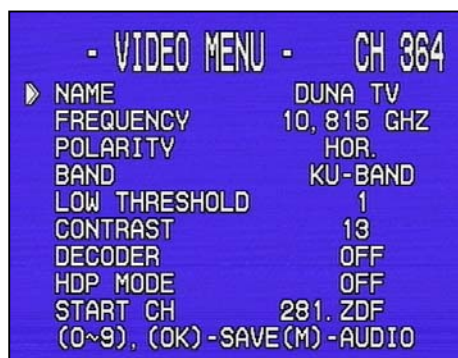 - VIDEO MENU - CH 364
NAME DUNA TV
FREQUENCY 10,815 GHZ
POLARITY HOR.
BAND KU-BAND
LOW THRESHOLD 1
CONTRAST 13
DECODER OFF
HDP MODE OFF
START CH 281.ZDF
(0~9), (OK)-SAVE(M)-AUDIO